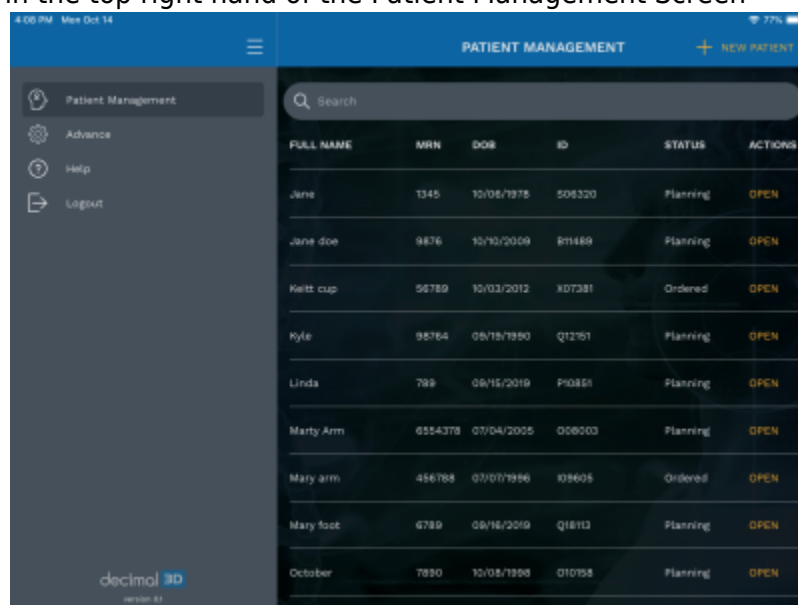 in the top right hand of the Patient Management Screen
4:08 PM Mon Oct 14 77%
PATIENT MANAGEMENT + NEW PATIENT
Patient Management
Advance
Help
Logout
Search
FULL NAME MRN DOB ID STATUS ACTIONS
Jane 1345 10/06/1978 S06320 Planning OPEN
Jane doe 9876 10/10/2009 B11489 Planning OPEN
Keitt cup 56789 10/03/2012 X07381 Ordered OPEN
Kyle 98764 09/19/1990 Q12151 Planning OPEN
Linda 789 09/15/2019 P10851 Planning OPEN
Marty Arm 6554378 07/04/2005 O08003 Planning OPEN
Mary arm 456788 07/07/1996 I09605 Ordered OPEN
Mary foot 6789 09/16/2019 Q18113 Planning OPEN
October 7890 10/08/1998 O10158 Planning OPEN
decimal 3D